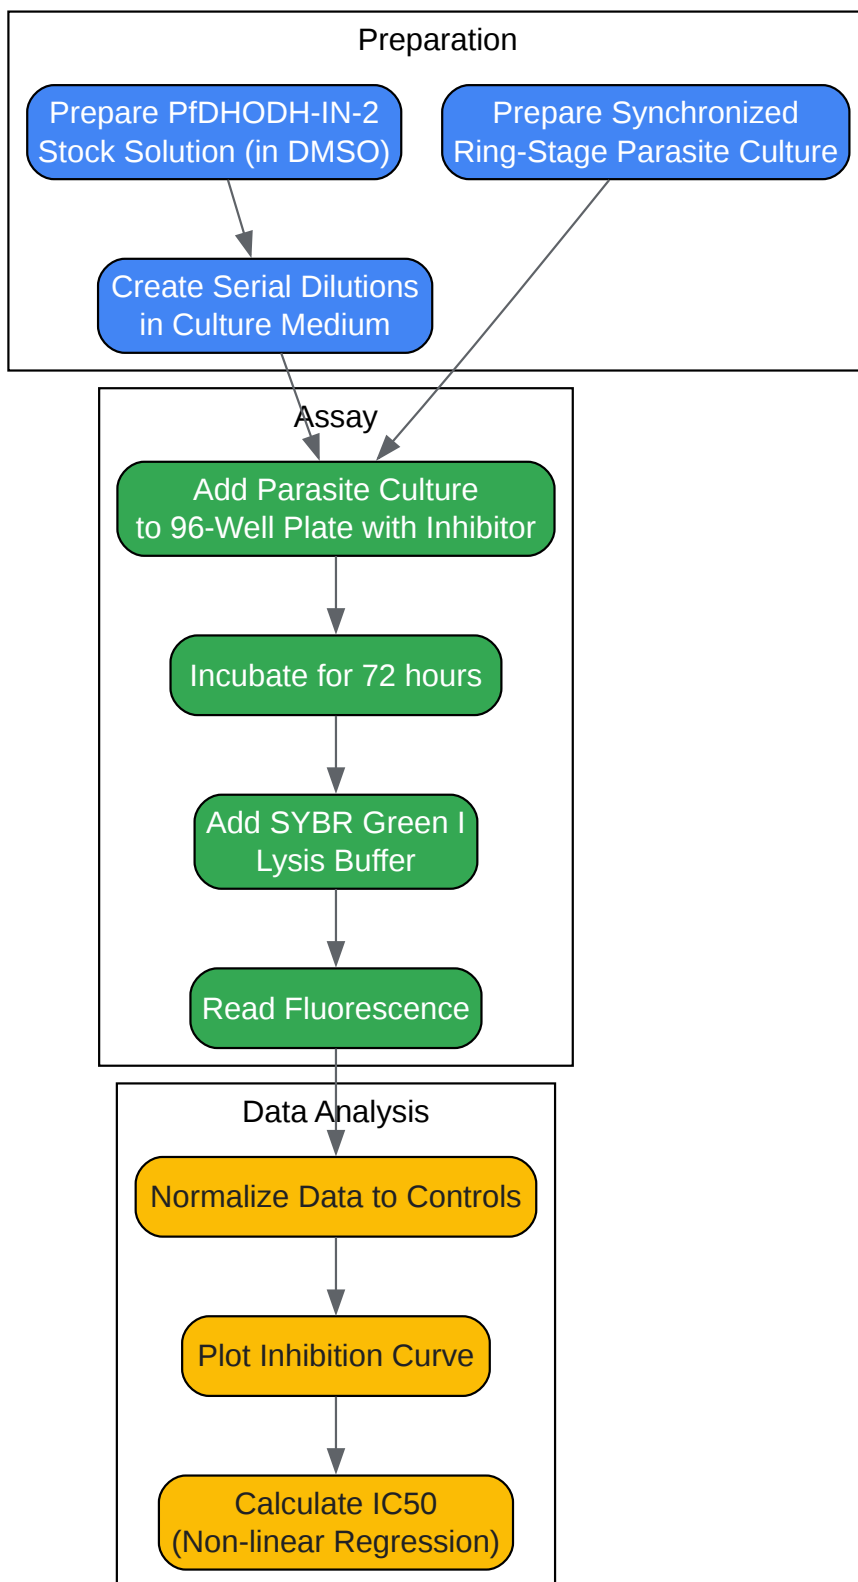 Preparation
Prepare PfDHODH-IN-2
Stock Solution (in DMSO)
Prepare Synchronized
Ring-Stage Parasite Culture
Create Serial Dilutions
in Culture Medium
Assay
Add Parasite Culture
to 96-Well Plate with Inhibitor
Incubate for 72 hours
Add SYBR Green I
Lysis Buffer
Read Fluorescence
Data Analysis
Normalize Data to Controls
Plot Inhibition Curve
Calculate IC50
(Non-linear Regression)